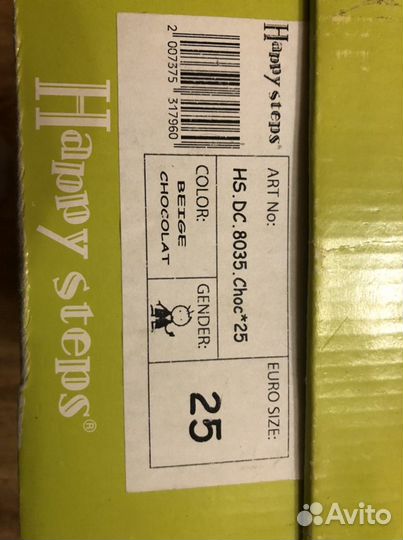 Happy steps®
Happy steps®
2 007375 317960
ART No:
HS.DC.8035.Choc*25
COLOR:
BEIGE
CHOCOLAT
GENDER:
EURO SIZE:
25
Avito